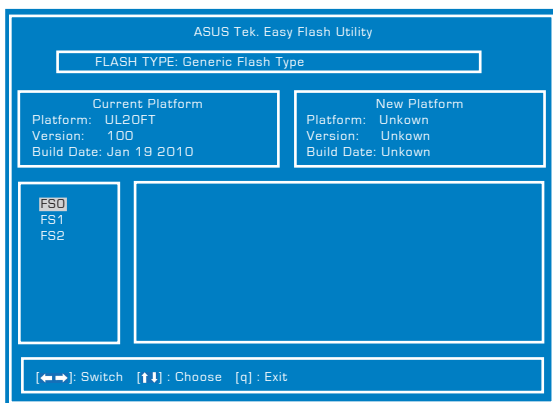 ASUS Tek. Easy Flash Utility
FLASH TYPE: Generic Flash Type
Current Platform
Platform: UL20FT
Version: 100
Build Date: Jan 19 2010
New Platform
Platform: Unkown
Version: Unkown
Build Date: Unkown
FS0
FS1
FS2
[←→]: Switch [↑↓] : Choose [q] : Exit